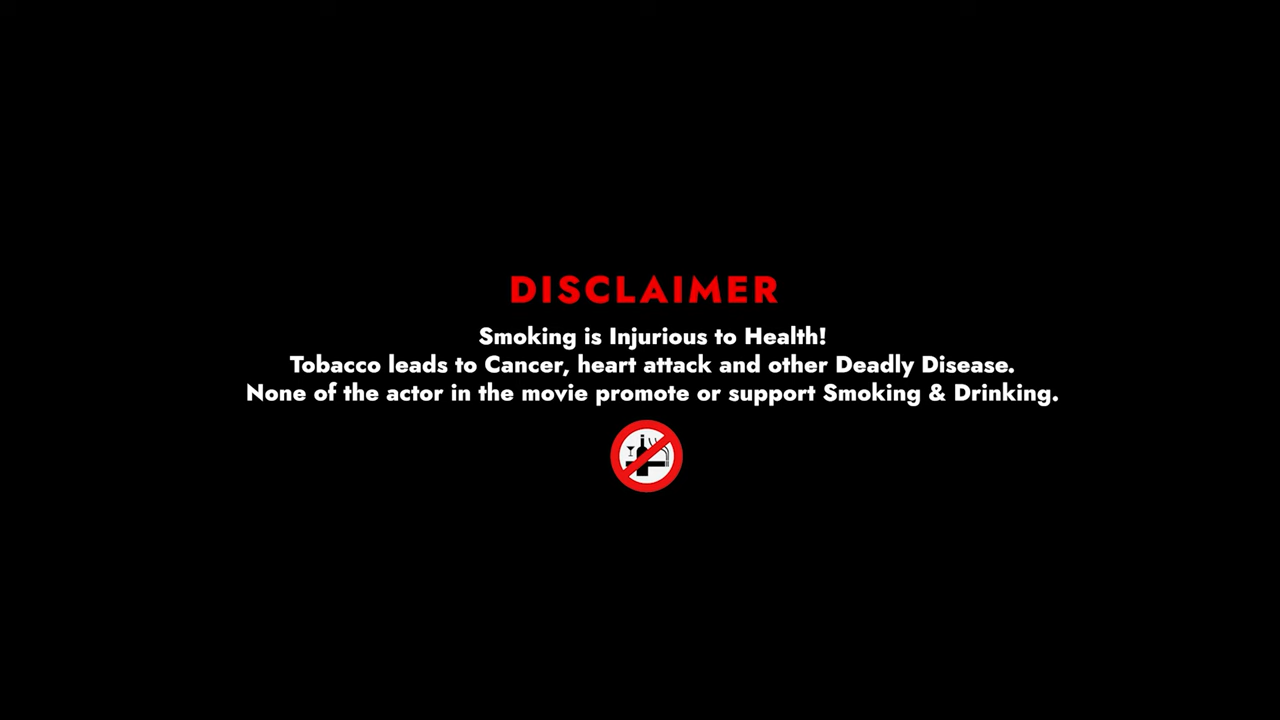 DISCLAIMER
Smoking is Injurious to Health!
Tobacco leads to Cancer, heart attack and other Deadly Disease.
None of the actor in the movie promote or support Smoking & Drinking.